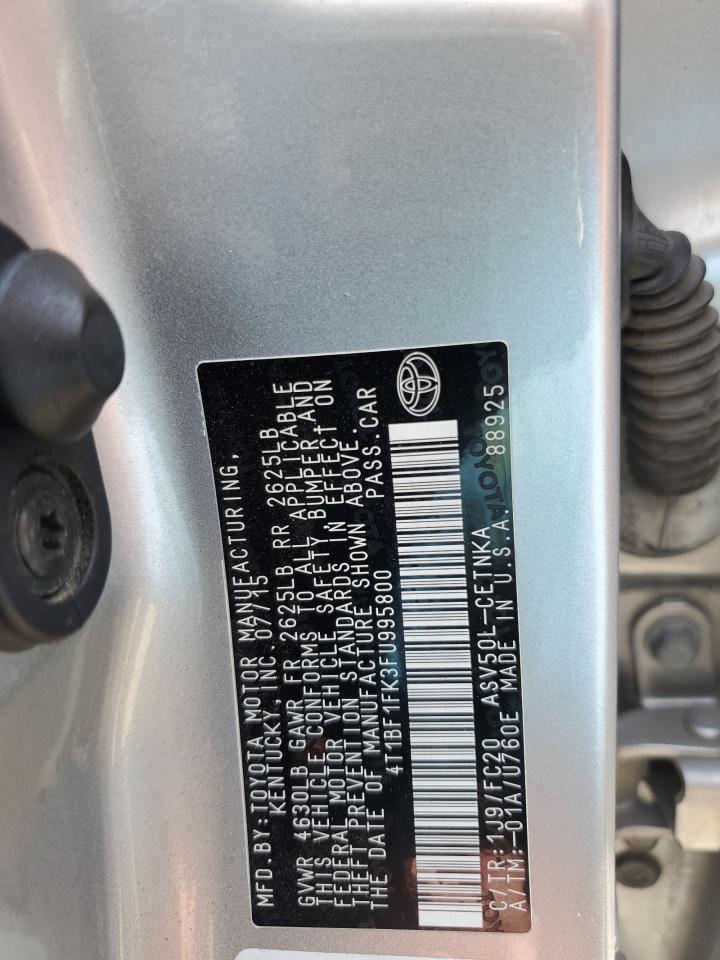 MFD.BY:TOYOTA MOTOR MANUFACTURING,
KENTUCKY, INC. 07/15
GVWR 4630LB GAWR FR 2625LB RR 2625LB
THIS VEHICLE CONFORMS TO ALL APPLICABLE
FEDERAL MOTOR VEHICLE SAFETY, BUMPER, AND
THEFT PREVENTION STANDARDS IN EFFECT ON
THE DATE OF MANUFACTURE SHOWN ABOVE.
4T1BF1FK3FU995800 PASS.CAR
C/TR:1J9/FC20 ASV50L-CETNKA
A/TM:-01A/U760E MADE IN U.S.A. 88925
TOYOTA